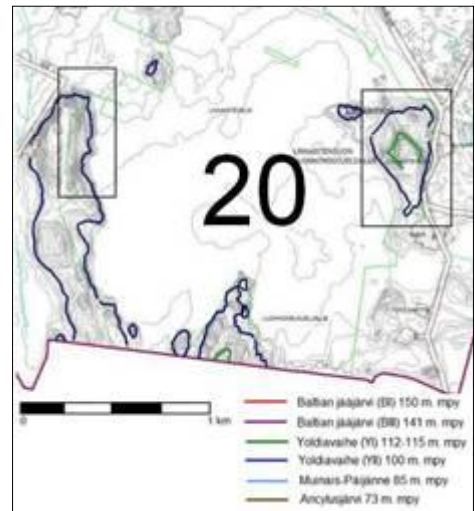 20
0
1 km
Baltian jääjärvi (BI) 150 m. mpy
Baltian jääjärvi (BIII) 141 m. mpy
Yoldiavaihe (YI) 112-115 m. mpy
Yoldiavaihe (YII) 100 m. mpy
Muinais-Päijänne 85 m. mpy
Ancylusjärvi 73 m. mpy